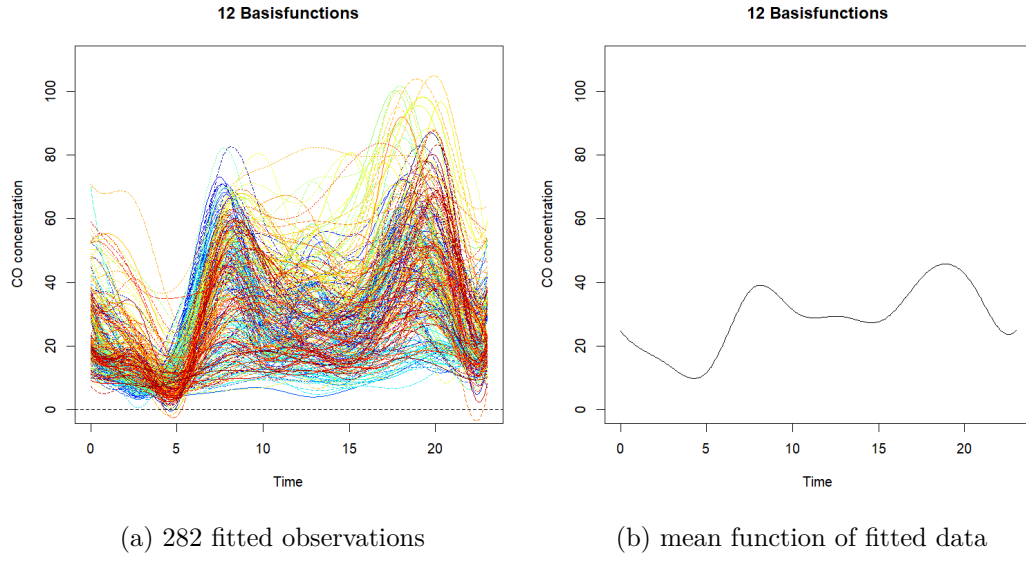 12 Basisfunctions
CO concentration
0 20 40 60 80 100
0 5 10 15 20
Time
(a) 282 fitted observations
12 Basisfunctions
CO concentration
0 20 40 60 80 100
0 5 10 15 20
Time
(b) mean function of fitted data